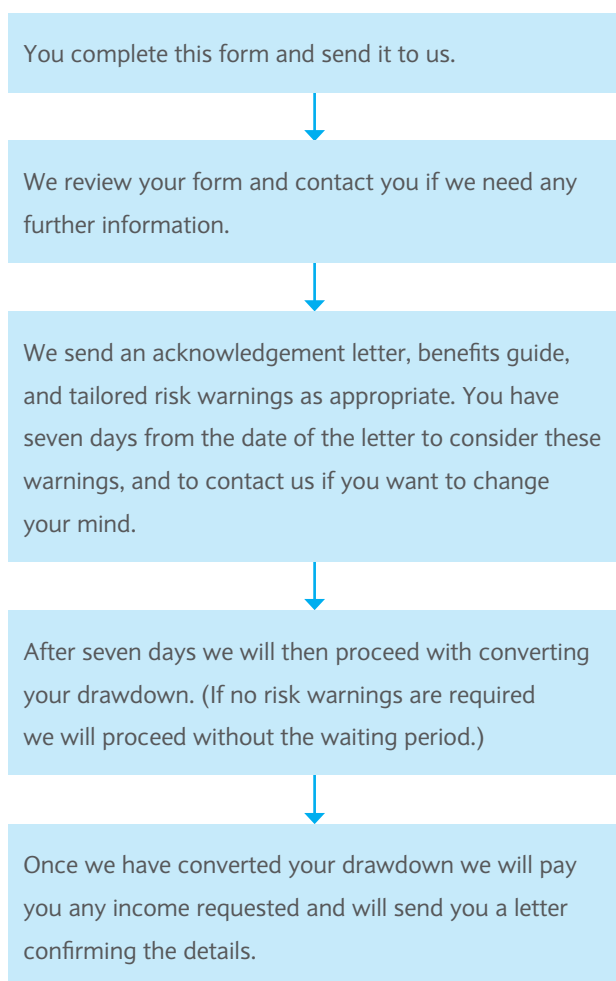 You complete this form and send it to us.
We review your form and contact you if we need any
further information.
We send an acknowledgement letter, benefits guide,
and tailored risk warnings as appropriate. You have
seven days from the date of the letter to consider these
warnings, and to contact us if you want to change
your mind.
After seven days we will then proceed with converting
your drawdown. (If no risk warnings are required
we will proceed without the waiting period.)
Once we have converted your drawdown we will pay
you any income requested and will send you a letter
confirming the details.